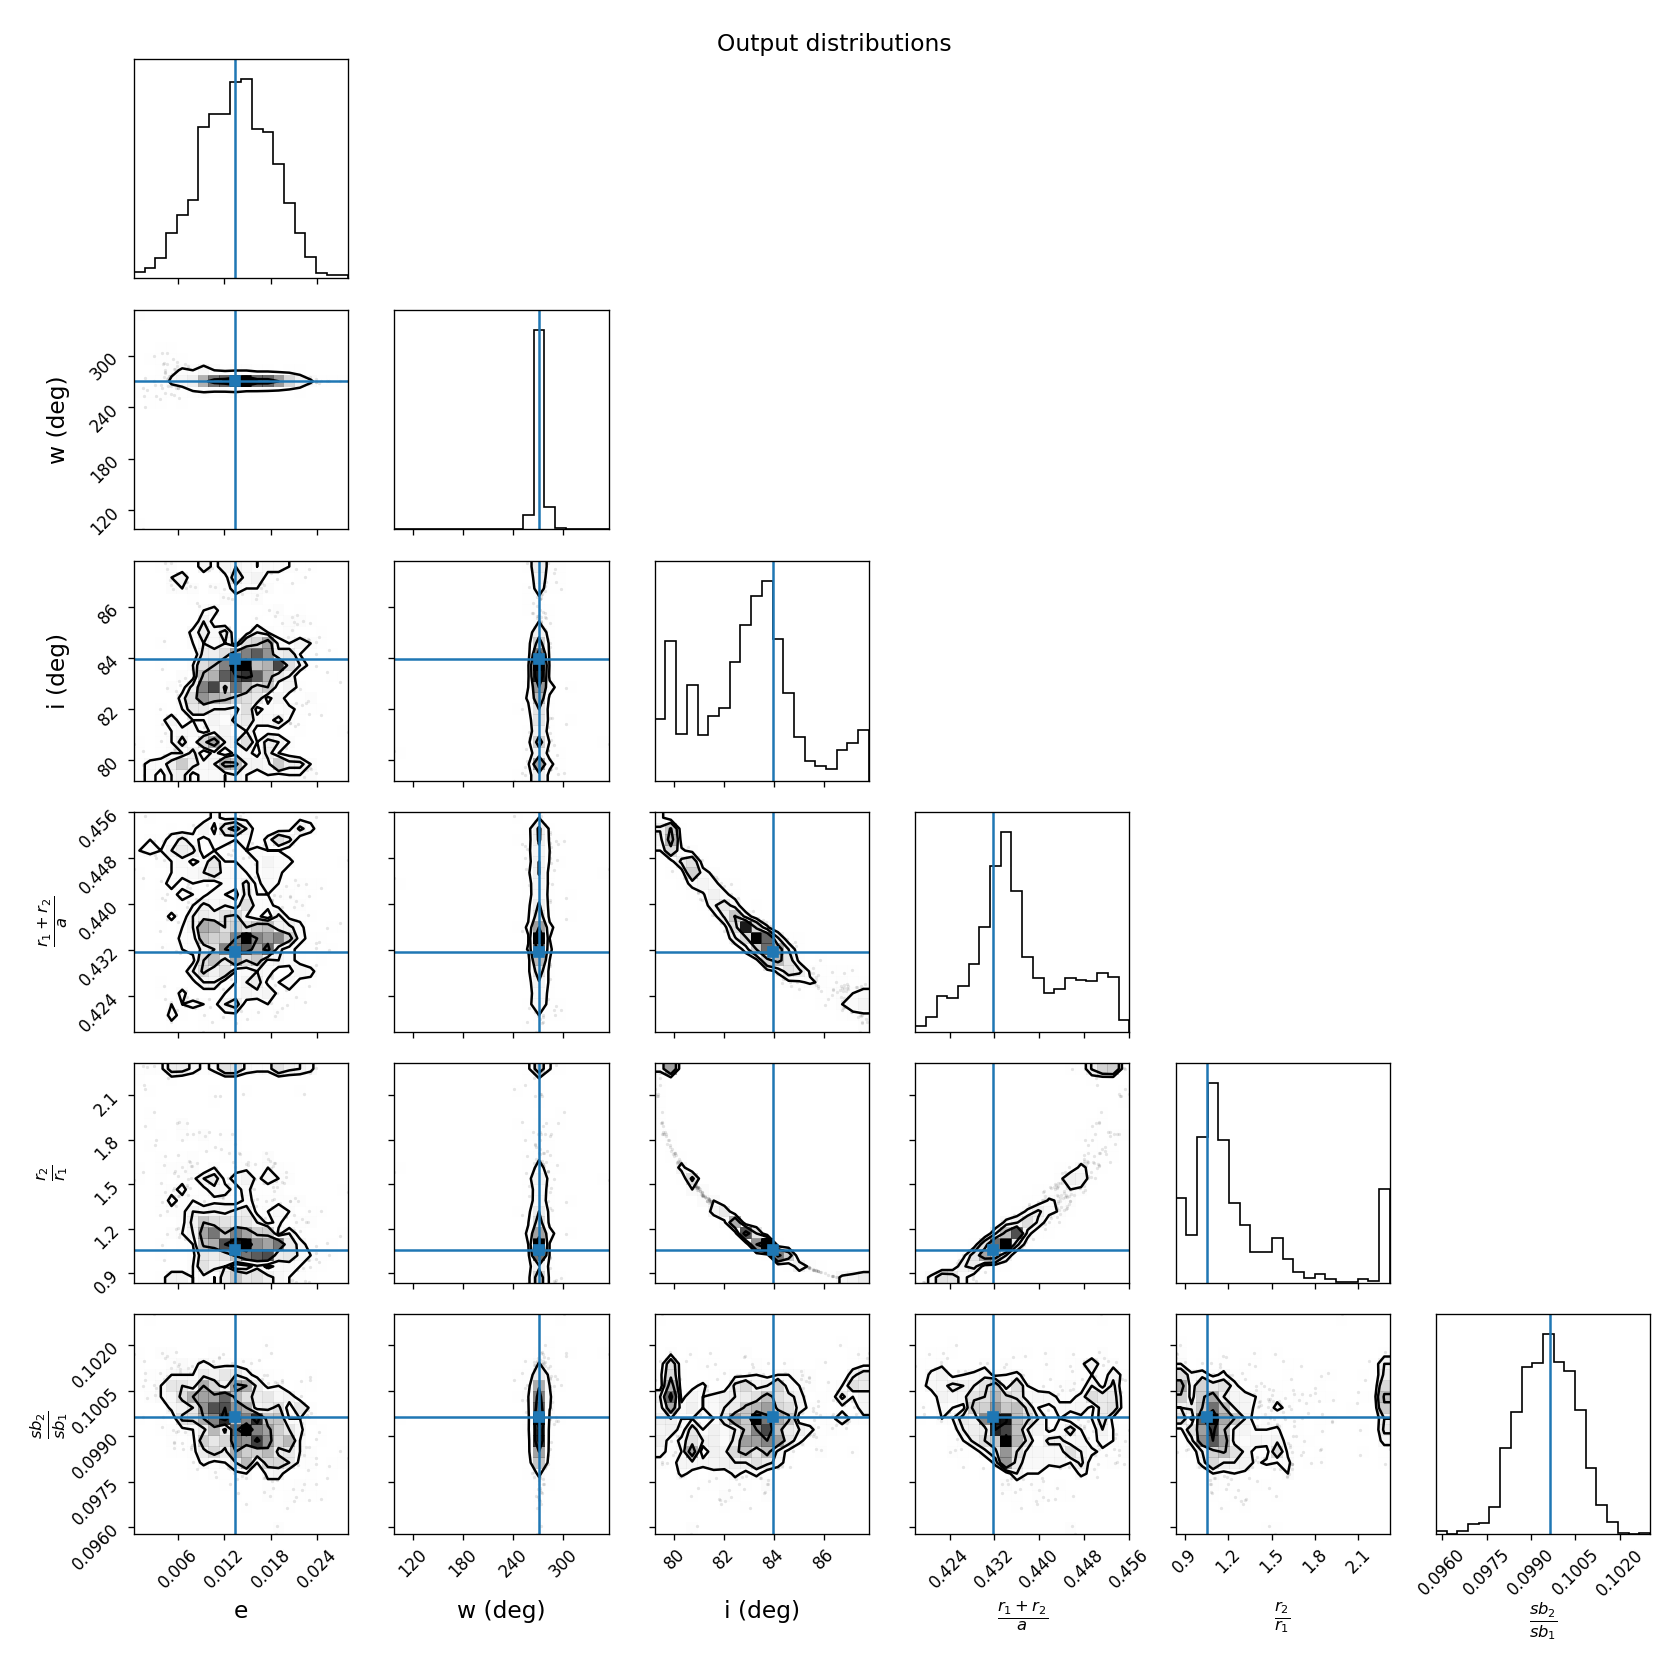 Output distributions
w (deg)
300
240
180
120
i (deg)
86
84
82
80
r₁ + r₂
a
0.456
0.448
0.440
0.432
0.424
r₂
r₁
2.1
1.8
1.5
1.2
0.9
sb₂
sb₁
0.1020
0.1005
0.0990
0.0975
0.0960
0.006 0.012 0.018 0.024
120 180 240 300
80 82 84 86
0.424 0.432 0.440 0.448 0.456
0.9 1.2 1.5 1.8 2.1
0.0960 0.0975 0.0990 0.1005 0.1020
e
w (deg)
i (deg)
r₁ + r₂
a
r₂
r₁
sb₂
sb₁